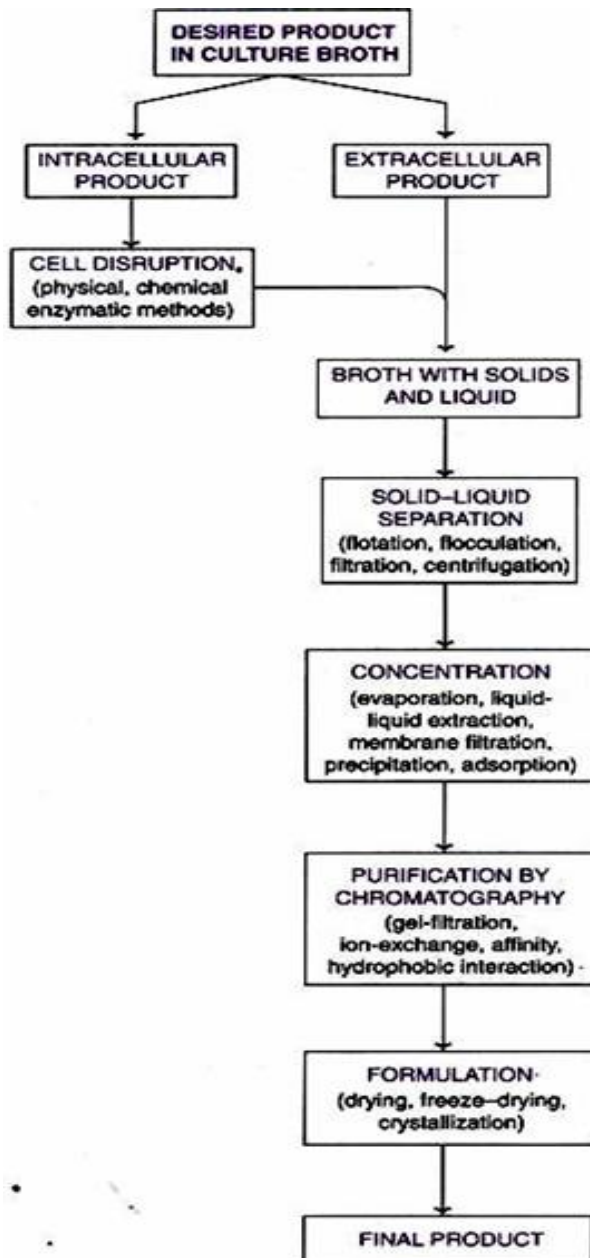 DESIRED PRODUCT
IN CULTURE BROTH
INTRACELLULAR
PRODUCT
EXTRACELLULAR
PRODUCT
CELL DISRUPTION
(physical, chemical
enzymatic methods)
BROTH WITH SOLIDS
AND LIQUID
SOLID–LIQUID
SEPARATION
(flotation, flocculation,
filtration, centrifugation)
CONCENTRATION
(evaporation, liquid-
liquid extraction,
membrane filtration,
precipitation, adsorption)
PURIFICATION BY
CHROMATOGRAPHY
(gel-filtration,
ion-exchange, affinity,
hydrophobic interaction)
FORMULATION
(drying, freeze–drying,
crystallization)
FINAL PRODUCT